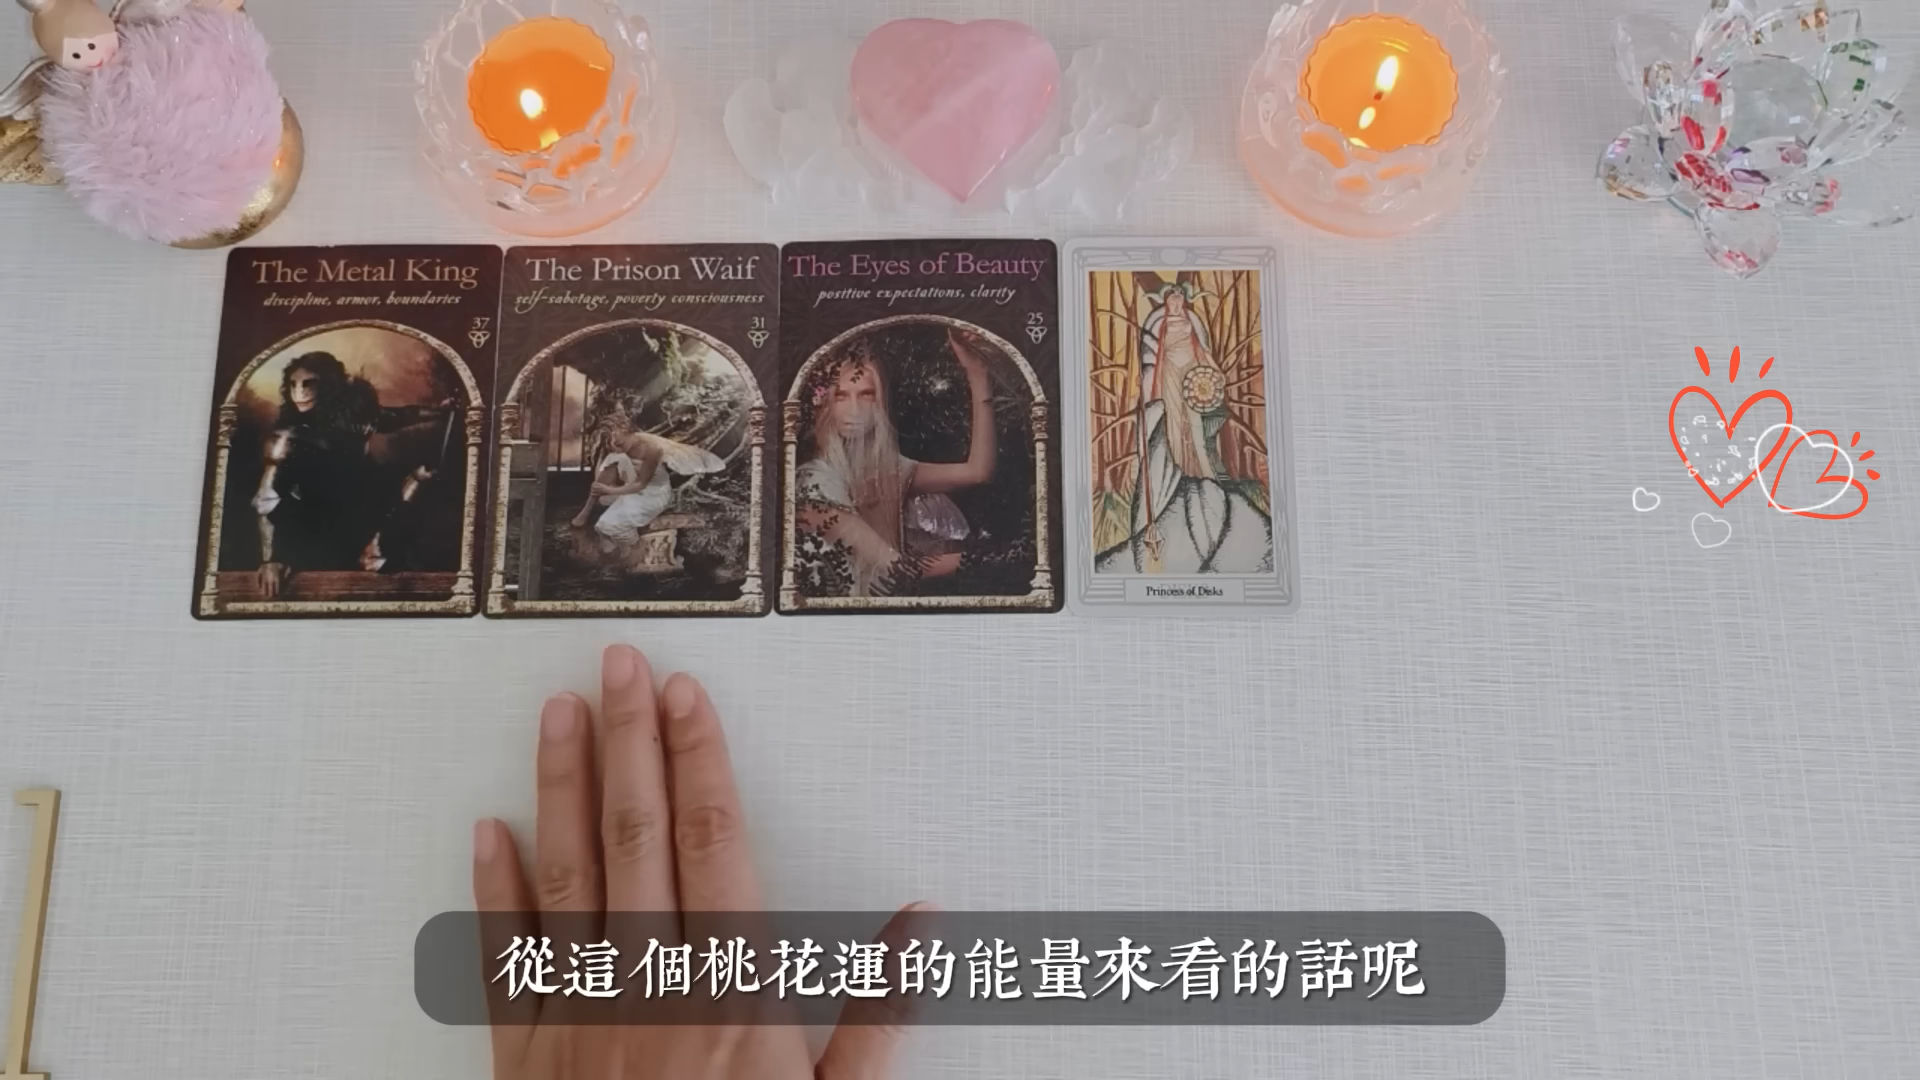 The Metal King
discipline, armor, boundaries
37
The Prison Waif
self-sabotage, poverty consciousness
31
The Eyes of Beauty
positive expectations, clarity
25
Princess of Disks
從這個桃花運的能量來看的話呢